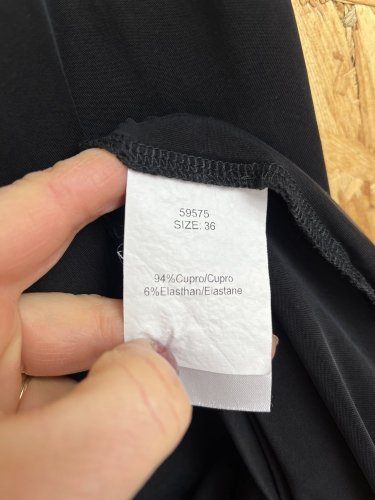 59575
SIZE: 36
94%Cupro/Cupro
6%Elasthan/Elastane